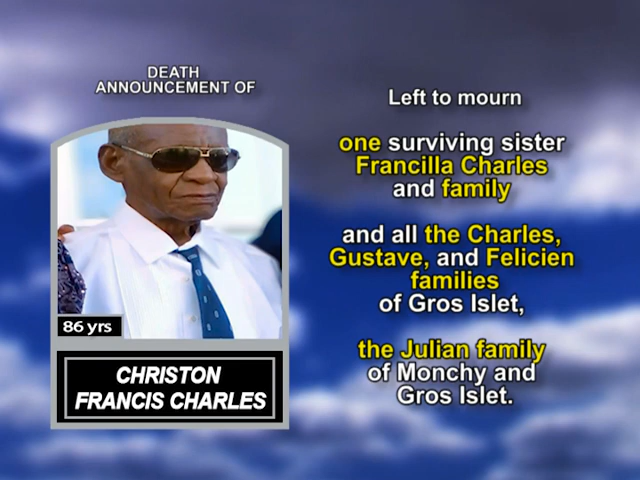 DEATH
ANNOUNCEMENT OF
86 yrs
CHRISTON
FRANCIS CHARLES
Left to mourn
one surviving sister
Francilla Charles
and family
and all the Charles,
Gustave, and Felicien
families
of Gros Islet,
the Julian family
of Monchy and
Gros Islet.